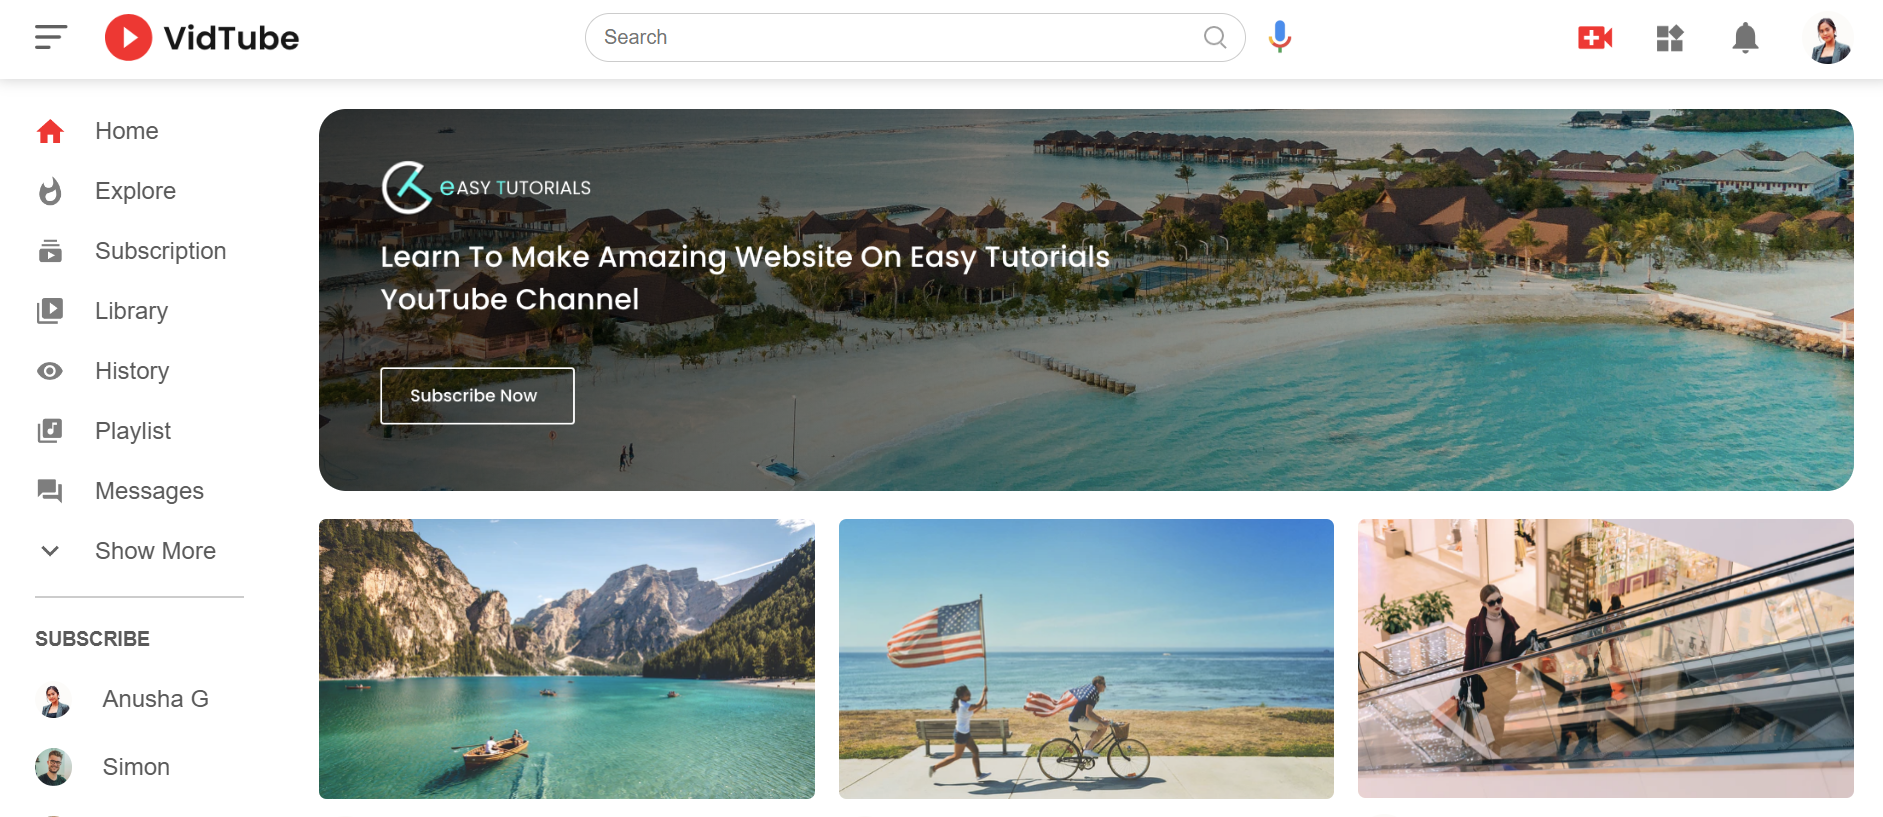 VidTube
Search
Home
Explore
Subscription
Library
History
Playlist
Messages
Show More
SUBSCRIBE
Anusha G
Simon
eASY TUTORIALS
Learn To Make Amazing Website On Easy Tutorials
YouTube Channel
Subscribe Now